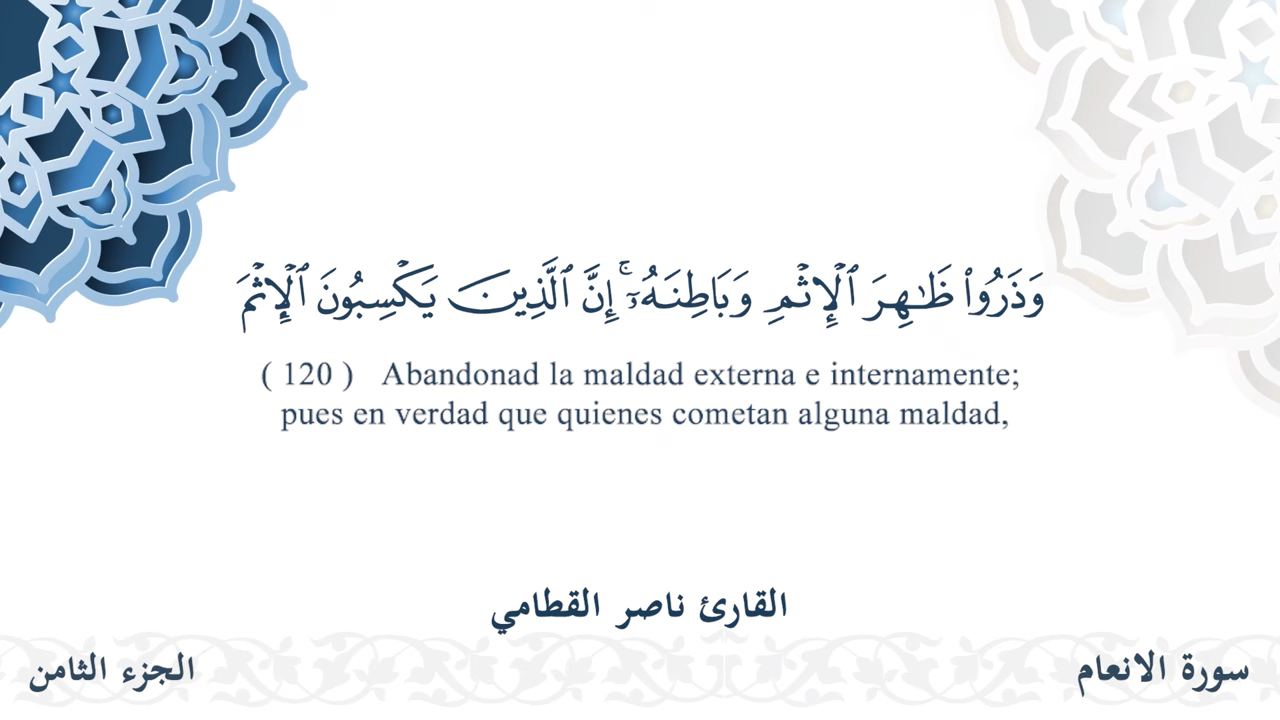 وَذَرُوا۟ ظَـٰهِرَ ٱلْإِثْمِ وَبَاطِنَهُۥٓ ۚ إِنَّ ٱلَّذِينَ يَكْسِبُونَ ٱلْإِثْمَ
( 120 ) Abandonad la maldad externa e internamente;
pues en verdad que quienes cometan alguna maldad,
القارئ ناصر القطامي
سورة الانعام
الجزء الثامن